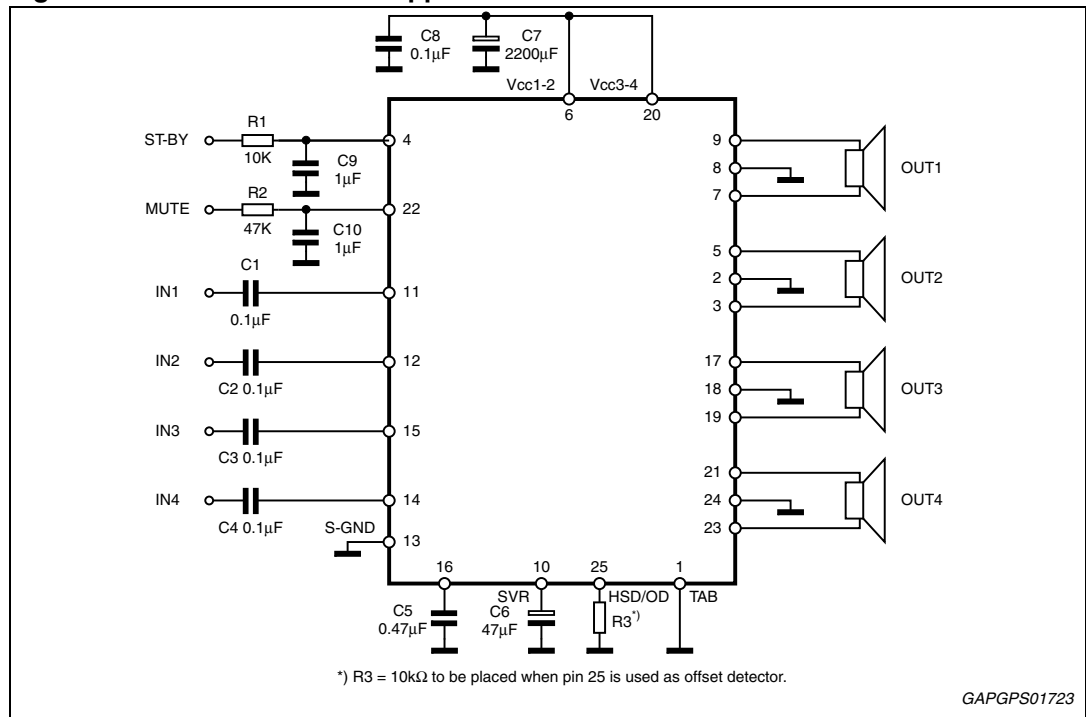 C8
0.1µF
C7
2200µF
Vcc1-2
Vcc3-4
6
20
ST-BY
R1
10K
4
C9
1µF
MUTE
R2
47K
22
C10
1µF
IN1
C1
0.1µF
11
IN2
C2 0.1µF
12
IN3
C3 0.1µF
15
IN4
C4 0.1µF
14
S-GND
13
9
8
7
OUT1
5
2
3
OUT2
17
18
19
OUT3
21
24
23
OUT4
16
10
25
1
SVR
HSD/OD
TAB
C5
0.47µF
C6
47µF
R3*)
*) R3 = 10kΩ to be placed when pin 25 is used as offset detector.
GAPGPS01723